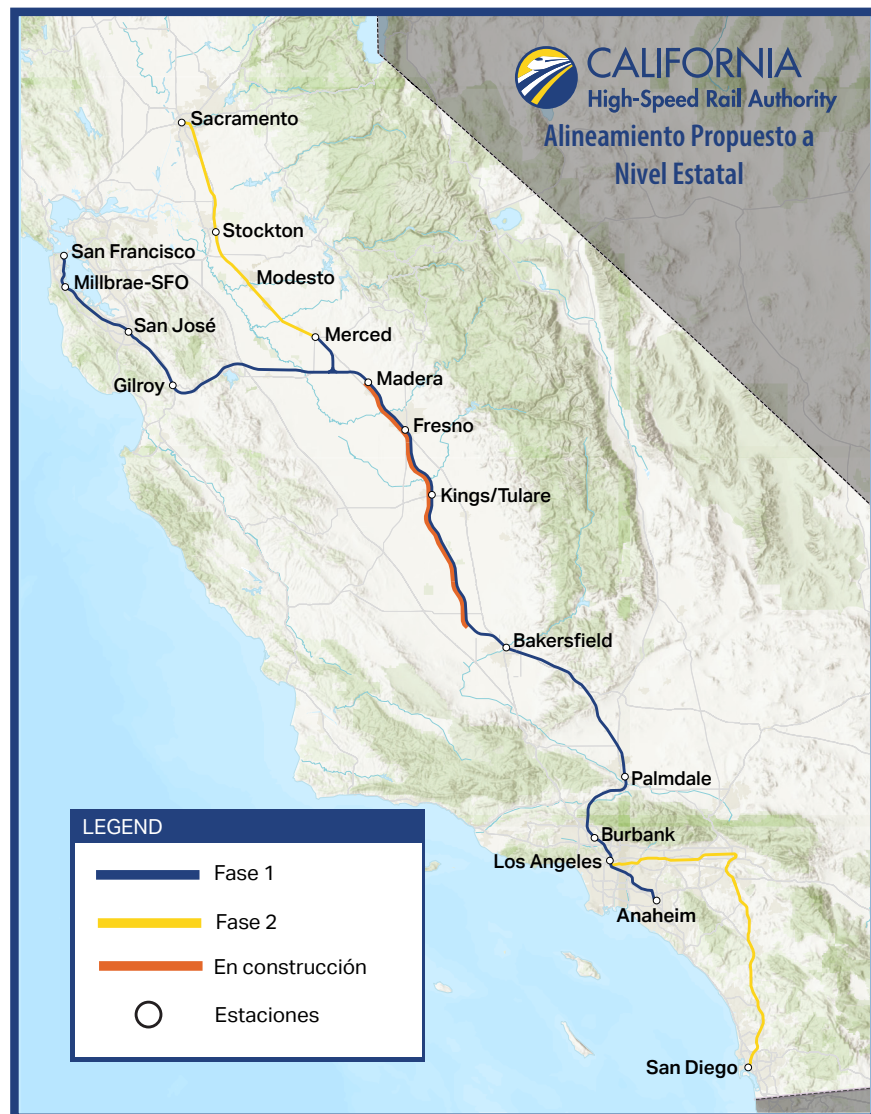 CALIFORNIA
High-Speed Rail Authority
Alineamiento Propuesto a
Nivel Estatal
Sacramento
Stockton
San Francisco
Modesto
Millbrae-SFO
San José
Merced
Gilroy
Madera
Fresno
Kings/Tulare
Bakersfield
Palmdale
Burbank
Los Angeles
Anaheim
San Diego
LEGEND
Fase 1
Fase 2
En construcción
Estaciones